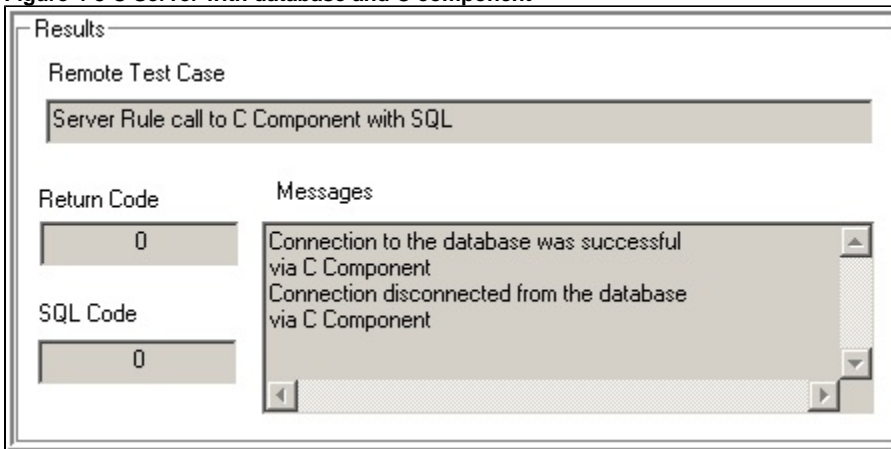 Figure 4-5 C Server with database and C component
Results
Remote Test Case
Server Rule call to C Component with SQL
Return Code
0
SQL Code
0
Messages
Connection to the database was successful
via C Component
Connection disconnected from the database
via C Component